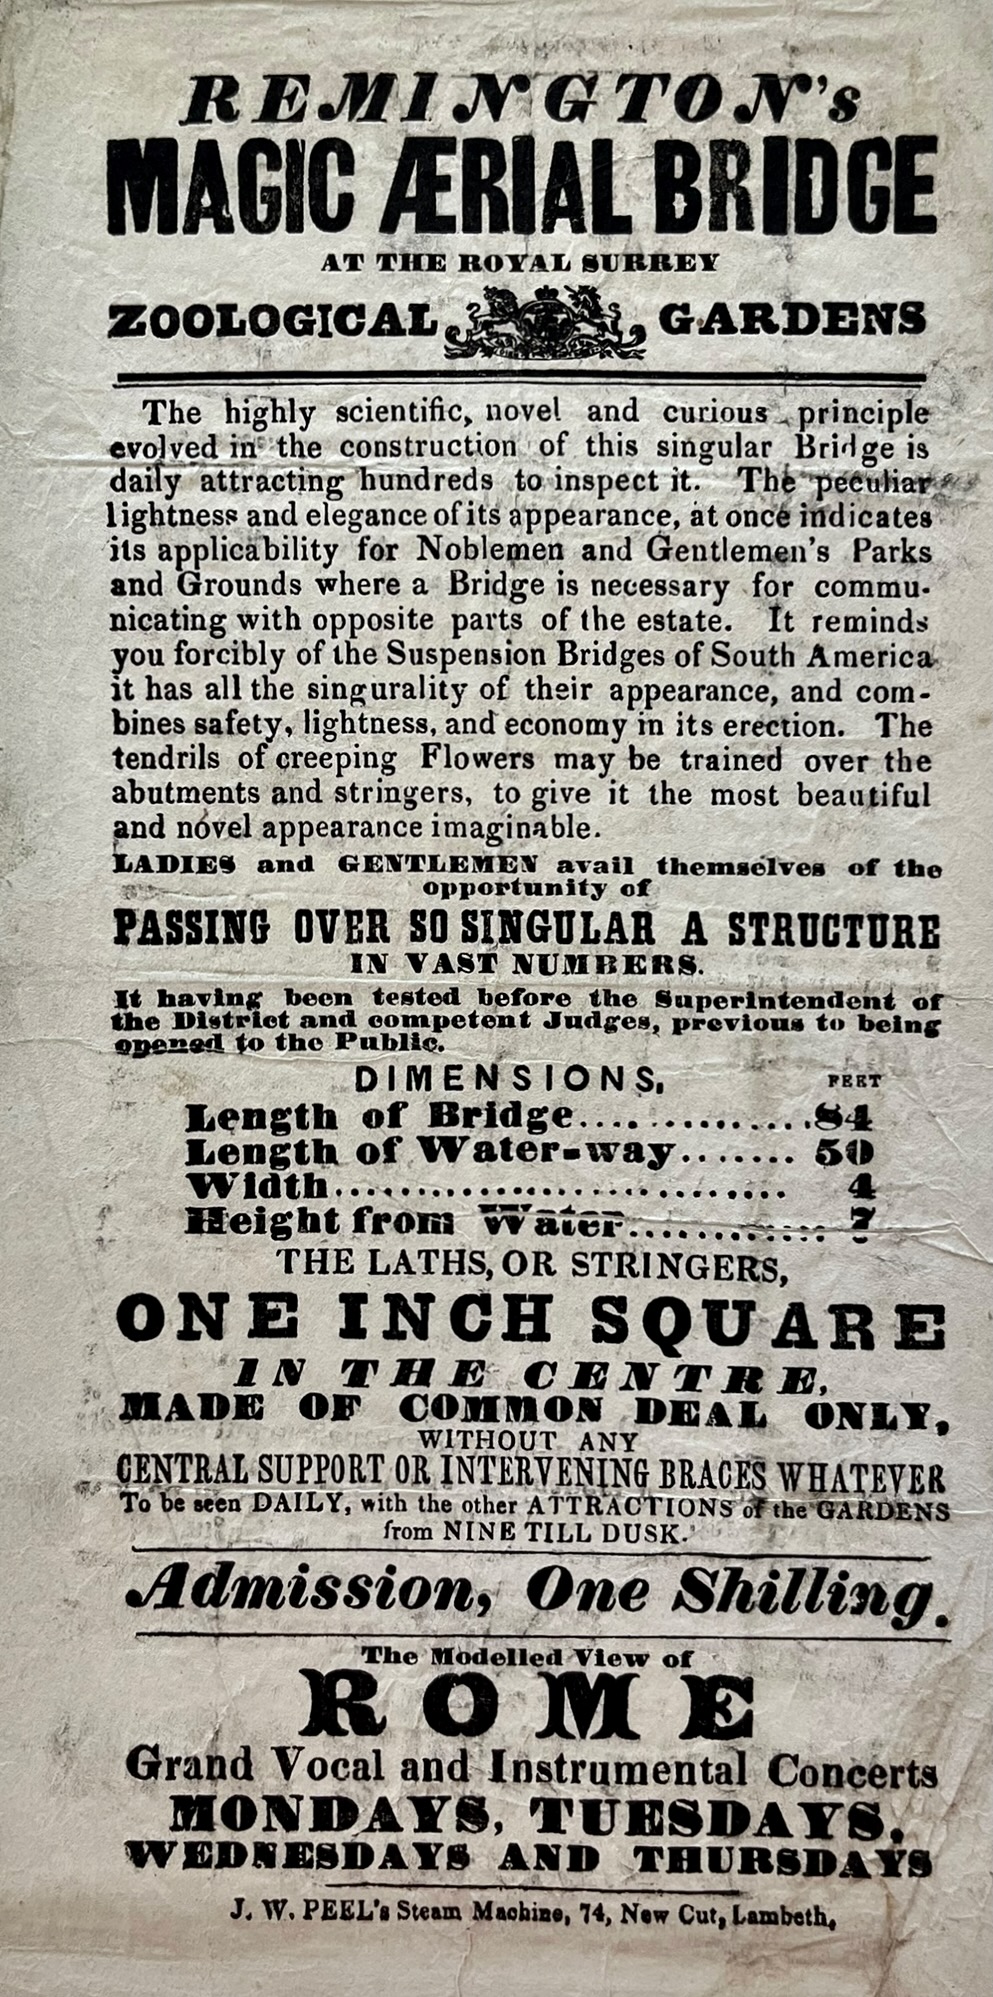 REMINGTON's
MAGIC ÆRIAL BRIDGE
AT THE ROYAL SURREY
ZOOLOGICAL GARDENS
The highly scientific, novel and curious principle
evolved in the construction of this singular Bridge is
daily attracting hundreds to inspect it. The peculiar
lightness and elegance of its appearance, at once indicates
its applicability for Noblemen and Gentlemen's Parks
and Grounds where a Bridge is necessary for commu-
nicating with opposite parts of the estate. It reminds
you forcibly of the Suspension Bridges of South America
it has all the singurality of their appearance, and com-
bines safety, lightness, and economy in its erection. The
tendrils of creeping Flowers may be trained over the
abutments and stringers, to give it the most beautiful
and novel appearance imaginable.
LADIES and GENTLEMEN avail themselves of the
opportunity of
PASSING OVER SO SINGULAR A STRUCTURE
IN VAST NUMBERS.
It having been tested before the Superintendent of
the District and competent Judges, previous to being
opened to the Public.
DIMENSIONS, FEET
Length of Bridge..............84
Length of Water-way....... 50
Width............................ 4
Height from Water............ 7
THE LATHS, OR STRINGERS,
ONE INCH SQUARE
IN THE CENTRE,
MADE OF COMMON DEAL ONLY,
WITHOUT ANY
CENTRAL SUPPORT OR INTERVENING BRACES WHATEVER
To be seen DAILY, with the other ATTRACTIONS of the GARDENS
from NINE TILL DUSK.
Admission, One Shilling.
The Modelled View of
ROME
Grand Vocal and Instrumental Concerts
MONDAYS, TUESDAYS,
WEDNESDAYS AND THURSDAYS
J. W. PEEL's Steam Machine, 74, New Cut, Lambeth,